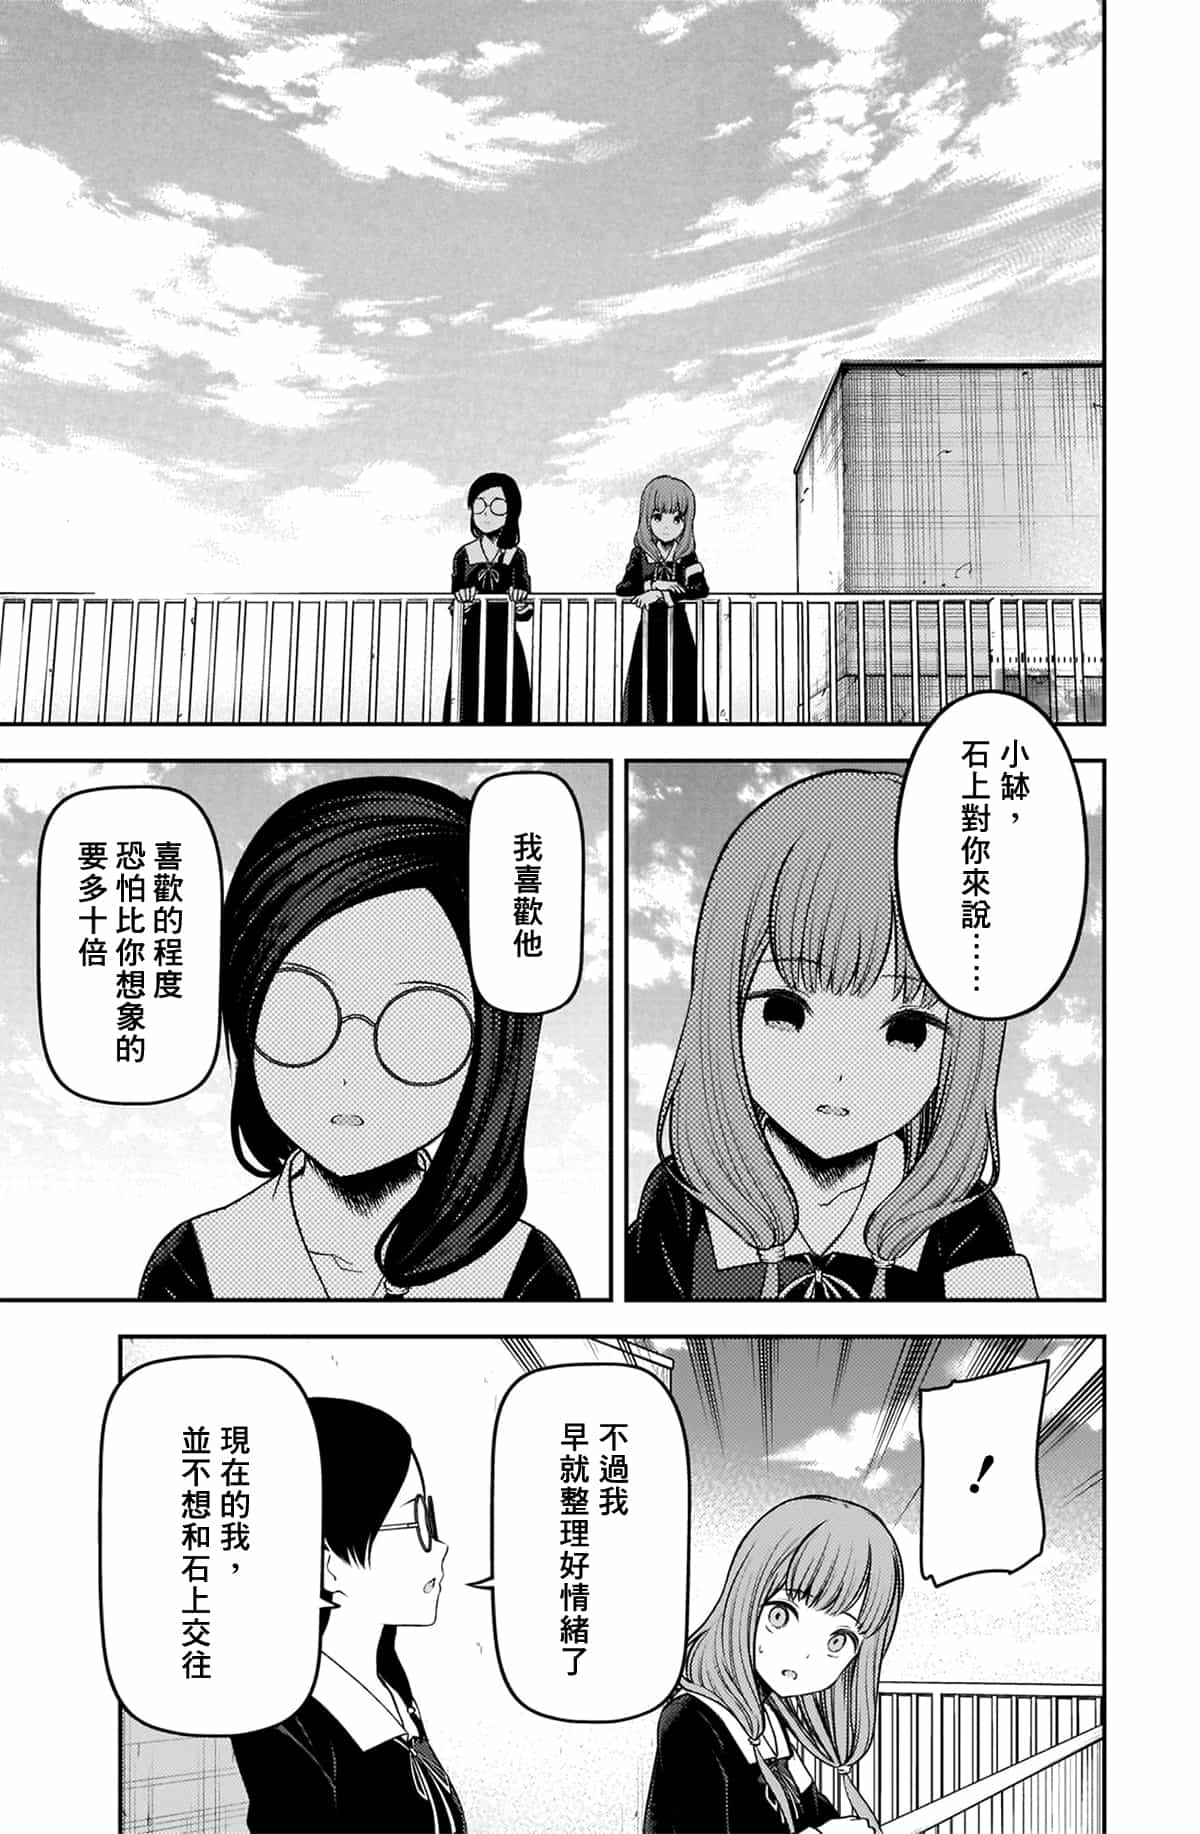 小缽，
石上對你來說……
我喜歡他
喜歡的程度
恐怕比你想象的
要多十倍
！
不過我
早就整理好情緒了
現在的我，
並不想和石上交往